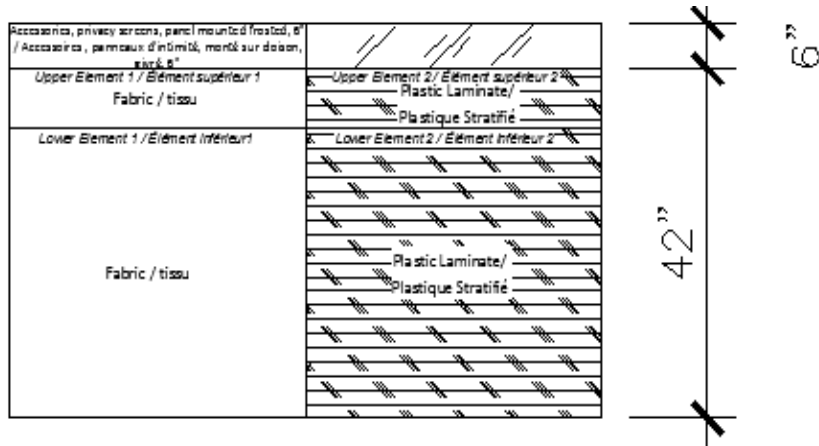 Accessories, privacy screens, panel mounted frosted, 6"
/ Accessoires, panneaux d'intimité, monté sur cloison,
givré, 6"
Upper Element 1 / Élément supérieur 1
Fabric / tissu
Upper Element 2/ Élément supérieur 2
Plastic Laminate/
Plastique Stratifié
Lower Element 1 / Élément Inférieur1
Fabric / tissu
Lower Element 2 / Élément Inférieur 2
Plastic Laminate/
Plastique Stratifié
6"
42"